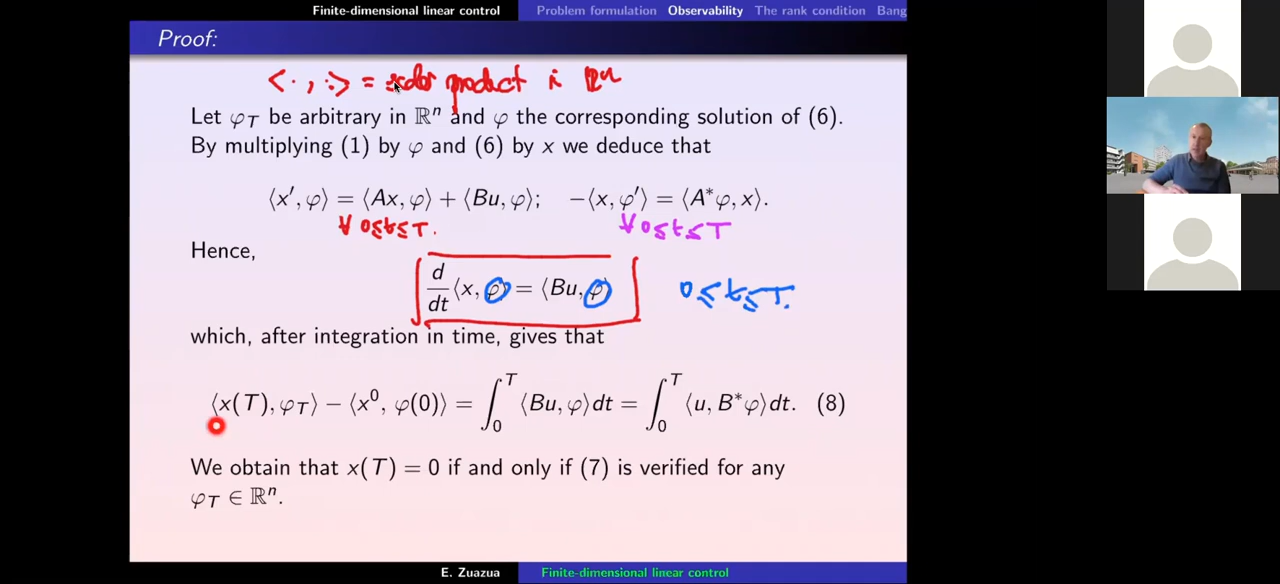 Finite-dimensional linear control Problem formulation Observability The rank condition Bang
Proof:
< · , · > = scalar product in ℝⁿ
Let φ_T be arbitrary in ℝⁿ and φ the corresponding solution of (6).
By multiplying (1) by φ and (6) by x we deduce that
⟨x′, φ⟩ = ⟨Ax, φ⟩ + ⟨Bu, φ⟩; −⟨x, φ′⟩ = ⟨A*φ, x⟩.
∀ 0≤t≤T. ∀ 0≤t≤T
Hence,
d/dt ⟨x, φ⟩ = ⟨Bu, φ⟩ 0≤t≤T.
which, after integration in time, gives that
⟨x(T), φ_T⟩ − ⟨x⁰, φ(0)⟩ = ∫₀ᵀ ⟨Bu, φ⟩dt = ∫₀ᵀ ⟨u, B*φ⟩dt. (8)
We obtain that x(T) = 0 if and only if (7) is verified for any
φ_T ∈ ℝⁿ.
E. Zuazua Finite-dimensional linear control